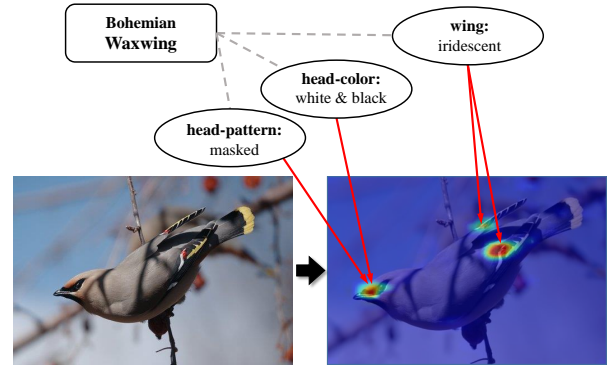 Bohemian
Waxwing
wing:
iridescent
head-color:
white & black
head-pattern:
masked